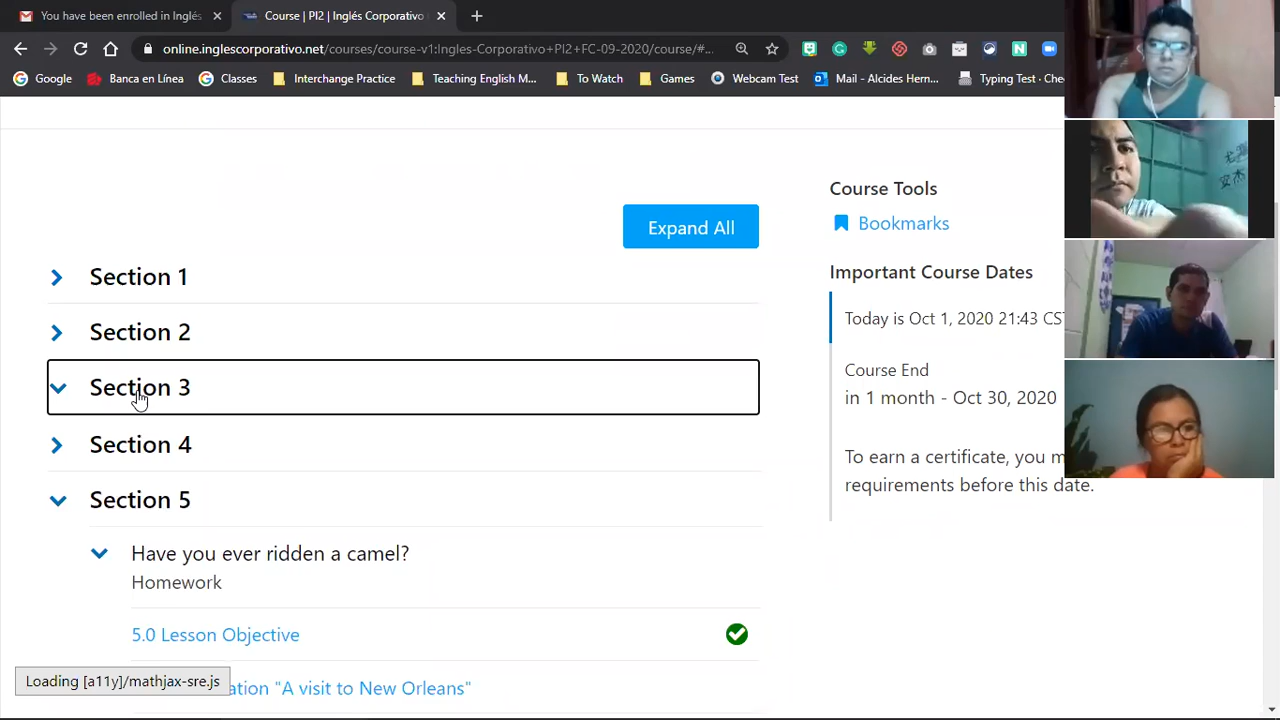 You have been enrolled in Inglés
Course | PI2 | Inglés Corporativo
online.inglescorporativo.net/courses/course-v1:Ingles-Corporativo+PI2+FC-09-2020/course/#...
Google
Banca en Línea
Classes
Interchange Practice
Teaching English M...
To Watch
Games
Webcam Test
Mail - Alcides Hern...
Typing Test - Che
Expand All
Section 1
Section 2
Section 3
Section 4
Section 5
Have you ever ridden a camel?
Homework
5.0 Lesson Objective
ation "A visit to New Orleans"
Loading [a11y]/mathjax-sre.js
Course Tools
Bookmarks
Important Course Dates
Today is Oct 1, 2020 21:43 CST
Course End
in 1 month - Oct 30, 2020
To earn a certificate, you m
requirements before this date.
安杰